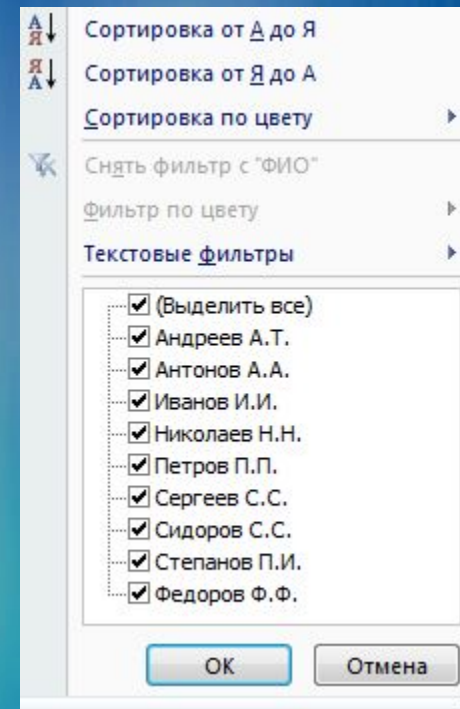 Сортировка от А до Я
Сортировка от Я до А
Сортировка по цвету
Снять фильтр с "ФИО"
Фильтр по цвету
Текстовые фильтры
(Выделить все)
Андреев А.Т.
Антонов А.А.
Иванов И.И.
Николаев Н.Н.
Петров П.П.
Сергеев С.С.
Сидоров С.С.
Степанов П.И.
Федоров Ф.Ф.
ОК Отмена